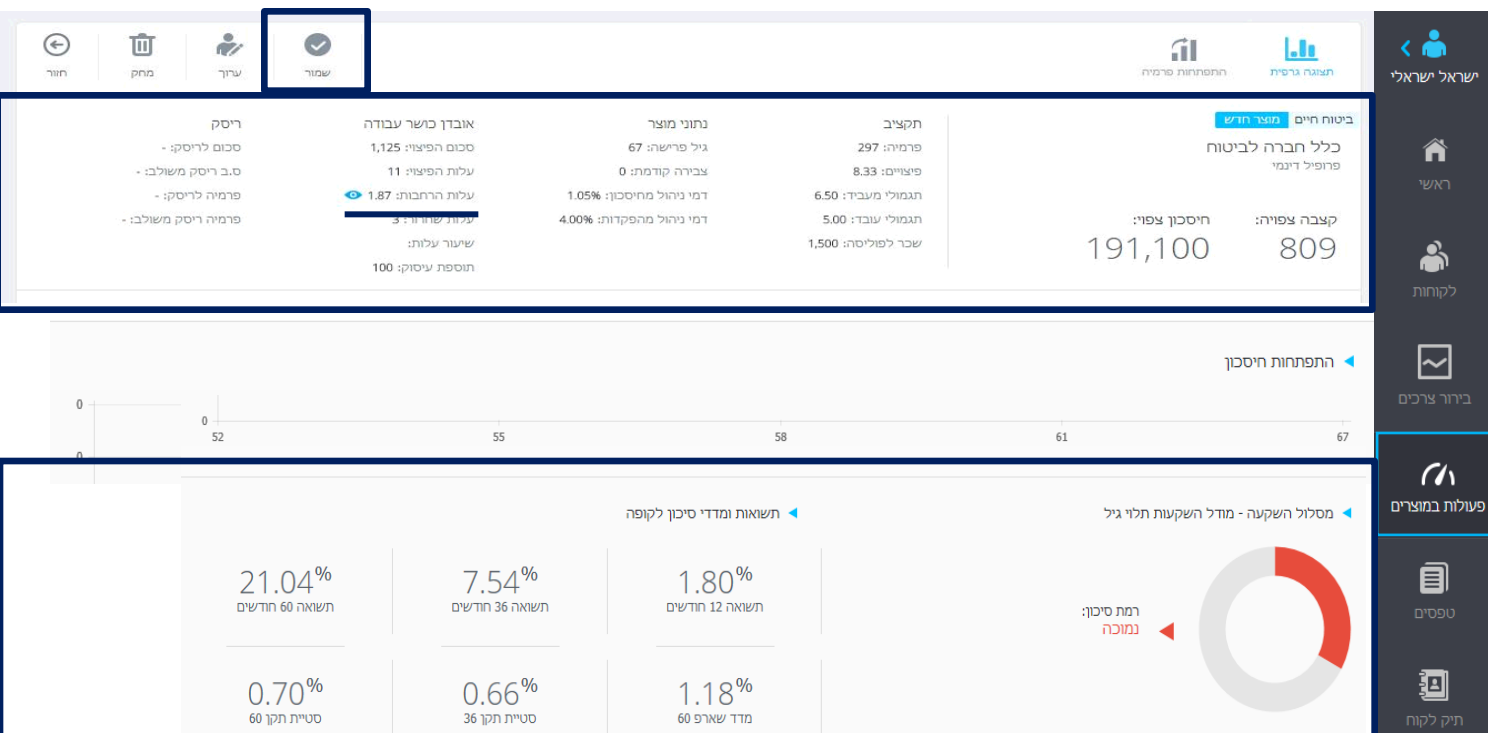 ישראל ישראלי
ראשי
לקוחות
בירור צרכים
פעולות במוצרים
טפסים
תיק לקוח
תצוגה גרפית
התפתחות פרמיה
שמור
ערוך
מחק
חזור
ביטוח חיים מוצר חדש
כלל חברה לביטוח
פרופיל דינמי
קצבה צפויה:
809
חיסכון צפוי:
191,100
תקציב
פרמיה: 297
פיצויים: 8.33
תגמולי מעביד: 6.50
תגמולי עובד: 5.00
שכר לפוליסה: 1,500
נתוני מוצר
גיל פרישה: 67
צבירה קודמת: 0
דמי ניהול מחיסכון: 1.05%
דמי ניהול מהפקדות: 4.00%
אובדן כושר עבודה
סכום הפיצוי: 1,125
עלות הפיצוי: 11
עלות הרחבות: 1.87
עלות שחרור: 3
שיעור עלות:
תוספת עיסוק: 100
ריסק
סכום לריסק: -
ס.ב ריסק משולב: -
פרמיה לריסק: -
פרמיה ריסק משולב: -
התפתחות חיסכון
0
0
0
52 55 58 61 67
מסלול השקעה - מודל השקעות תלוי גיל
רמת סיכון:
נמוכה
תשואות ומדדי סיכון לקופה
1.80%
תשואה 12 חודשים
7.54%
תשואה 36 חודשים
21.04%
תשואה 60 חודשים
1.18%
מדד שארפ 60
0.66%
סטיית תקן 36
0.70%
סטיית תקן 60